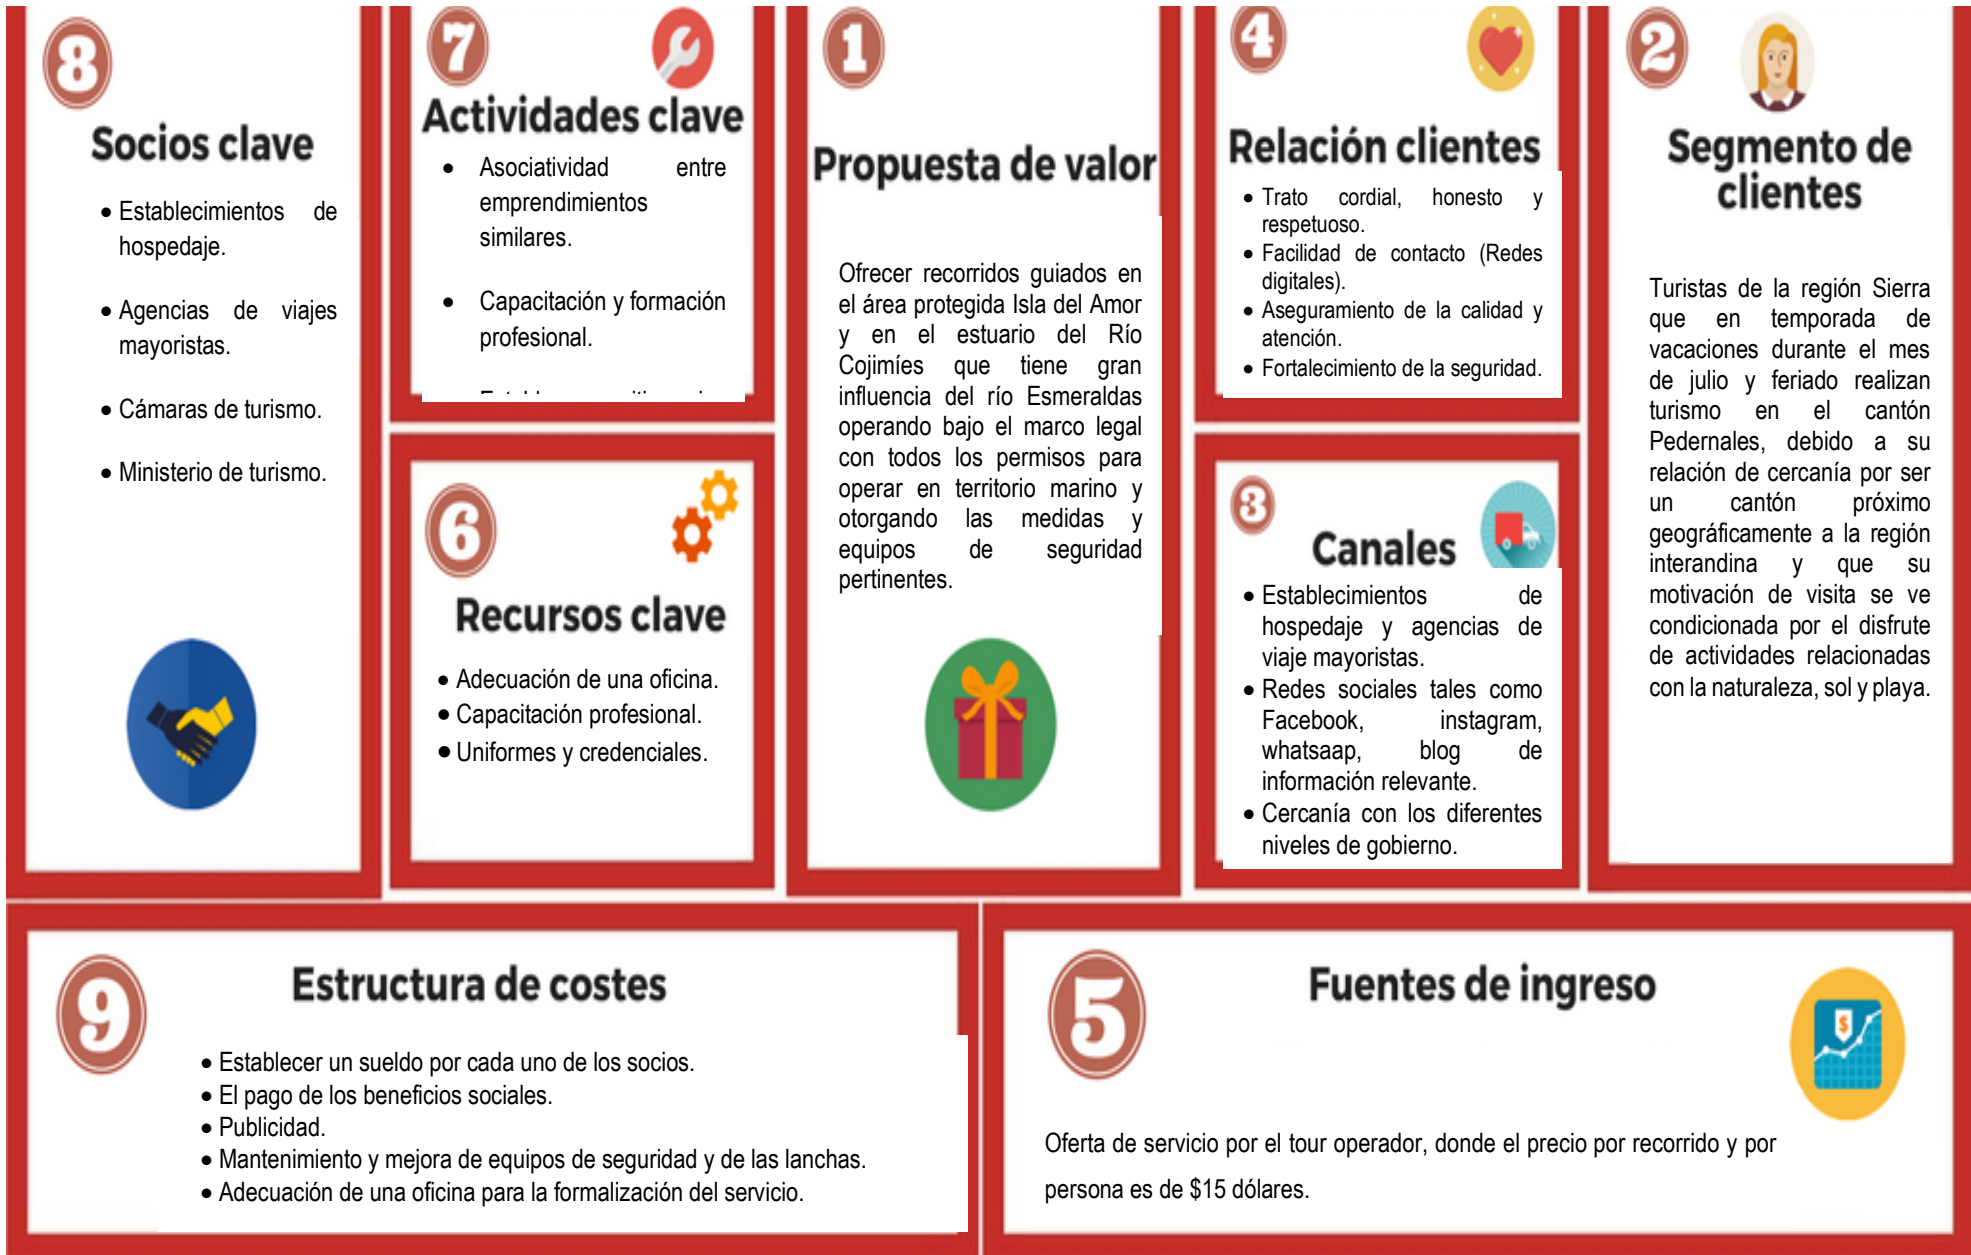 8
Socios clave
• Establecimientos de
hospedaje.
• Agencias de viajes
mayoristas.
• Cámaras de turismo.
• Ministerio de turismo.
7
Actividades clave
• Asociatividad entre
emprendimientos
similares.
• Capacitación y formación
profesional.
6
Recursos clave
• Adecuación de una oficina.
• Capacitación profesional.
• Uniformes y credenciales.
1
Propuesta de valor
Ofrecer recorridos guiados en
el área protegida Isla del Amor
y en el estuario del Río
Cojimíes que tiene gran
influencia del río Esmeraldas
operando bajo el marco legal
con todos los permisos para
operar en territorio marino y
otorgando las medidas y
equipos de seguridad
pertinentes.
4
Relación clientes
• Trato cordial, honesto y
respetuoso.
• Facilidad de contacto (Redes
digitales).
• Aseguramiento de la calidad y
atención.
• Fortalecimiento de la seguridad.
3
Canales
• Establecimientos de
hospedaje y agencias de
viaje mayoristas.
• Redes sociales tales como
Facebook, instagram,
whatsaap, blog de
información relevante.
• Cercanía con los diferentes
niveles de gobierno.
2
Segmento de
clientes
Turistas de la región Sierra
que en temporada de
vacaciones durante el mes
de julio y feriado realizan
turismo en el cantón
Pedernales, debido a su
relación de cercanía por ser
un cantón próximo
geográficamente a la región
interandina y que su
motivación de visita se ve
condicionada por el disfrute
de actividades relacionadas
con la naturaleza, sol y playa.
9
Estructura de costes
• Establecer un sueldo por cada uno de los socios.
• El pago de los beneficios sociales.
• Publicidad.
• Mantenimiento y mejora de equipos de seguridad y de las lanchas.
• Adecuación de una oficina para la formalización del servicio.
5
Fuentes de ingreso
$
Oferta de servicio por el tour operador, donde el precio por recorrido y por
persona es de $15 dólares.